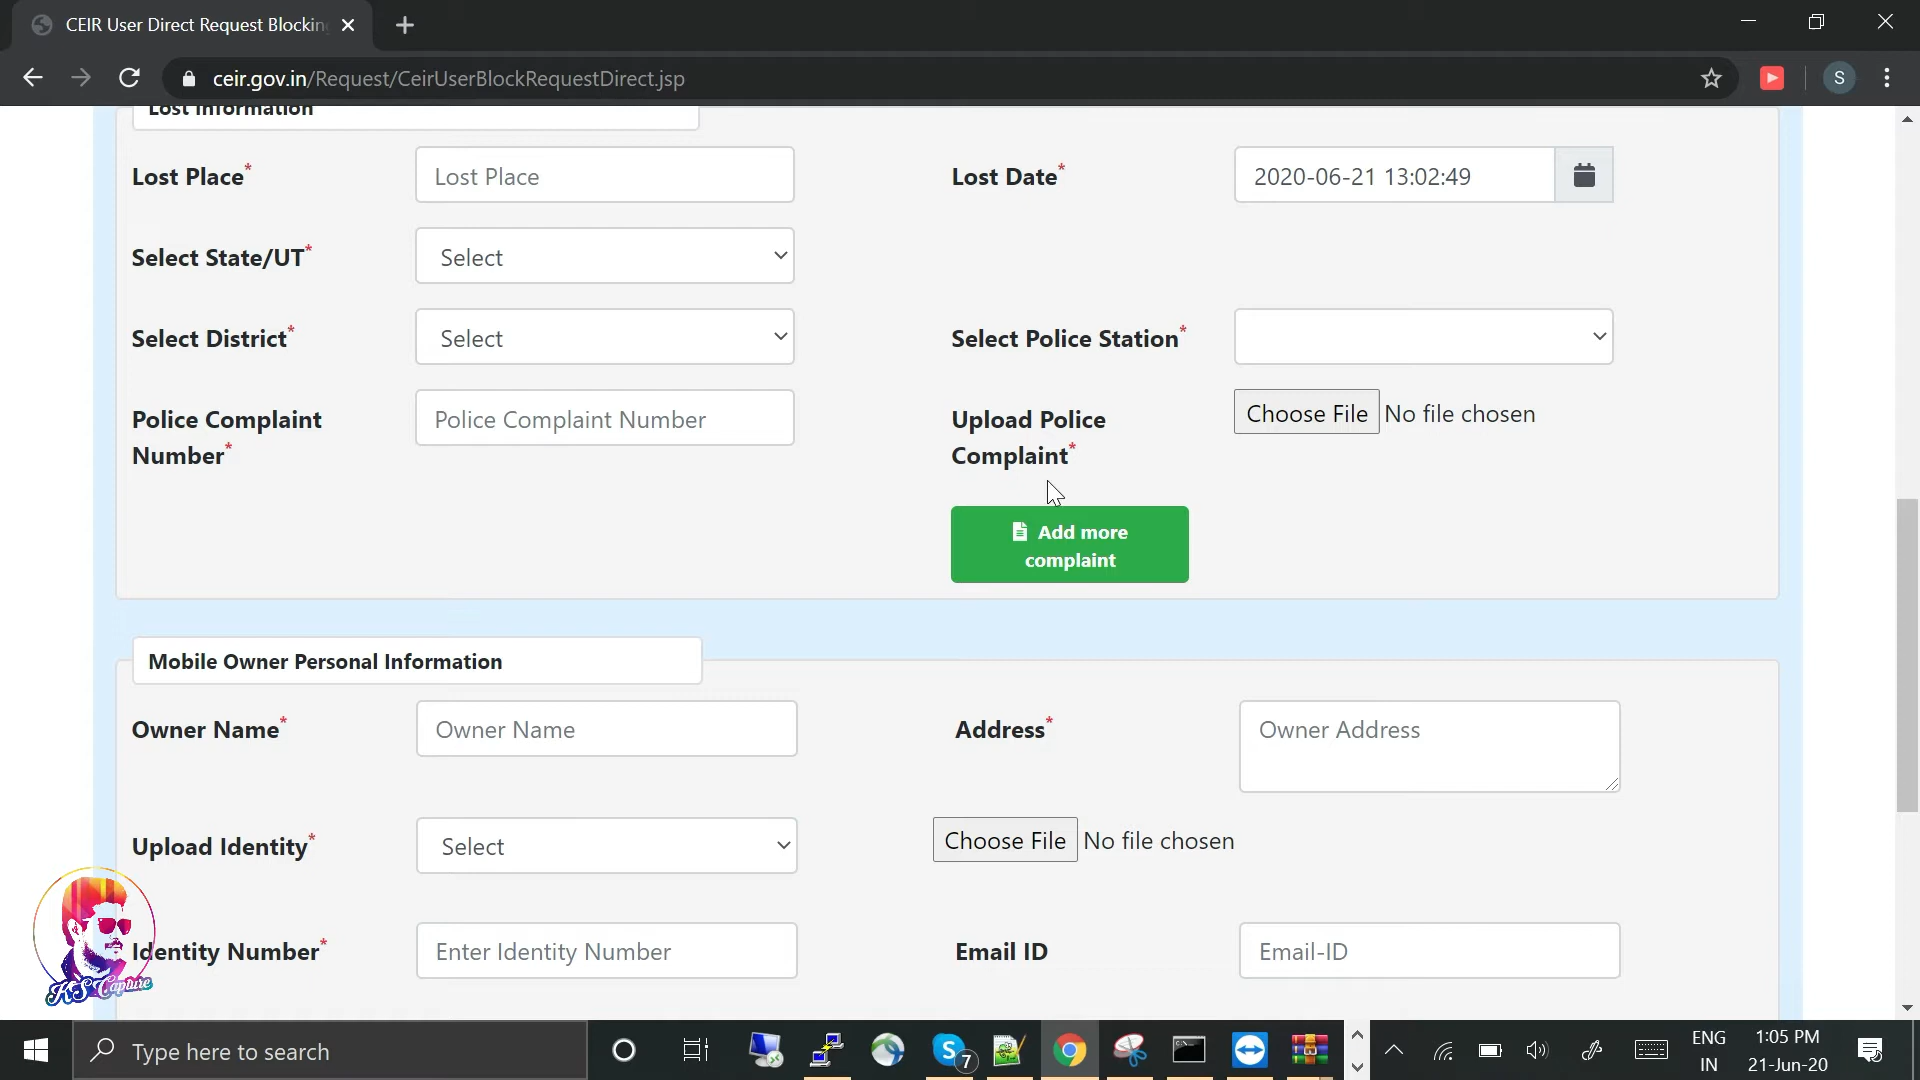 CEIR User Direct Request Blockin
ceir.gov.in/Request/CeirUserBlockRequestDirect.jsp
S
Lost Information
Lost Place*
Lost Place
Lost Date*
2020-06-21 13:02:49
Select State/UT*
Select
Select District*
Select
Select Police Station*
Police Complaint
Number*
Police Complaint Number
Upload Police
Complaint*
Choose File No file chosen
Add more
complaint
Mobile Owner Personal Information
Owner Name*
Owner Name
Address*
Owner Address
Upload Identity*
Select
Choose File No file chosen
Identity Number*
Enter Identity Number
Email ID
Email-ID
KS Capture
Type here to search
S
7
ENG
IN
1:05 PM
21-Jun-20